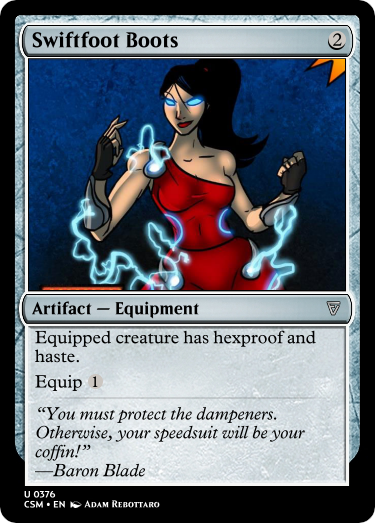 Swiftfoot Boots 2
Artifact — Equipment
Equipped creature has hexproof and
haste.
Equip 1
“You must protect the dampeners.
Otherwise, your speedsuit will be your
coffin!”
—Baron Blade
U 0376
CSM • EN Adam Rebottaro